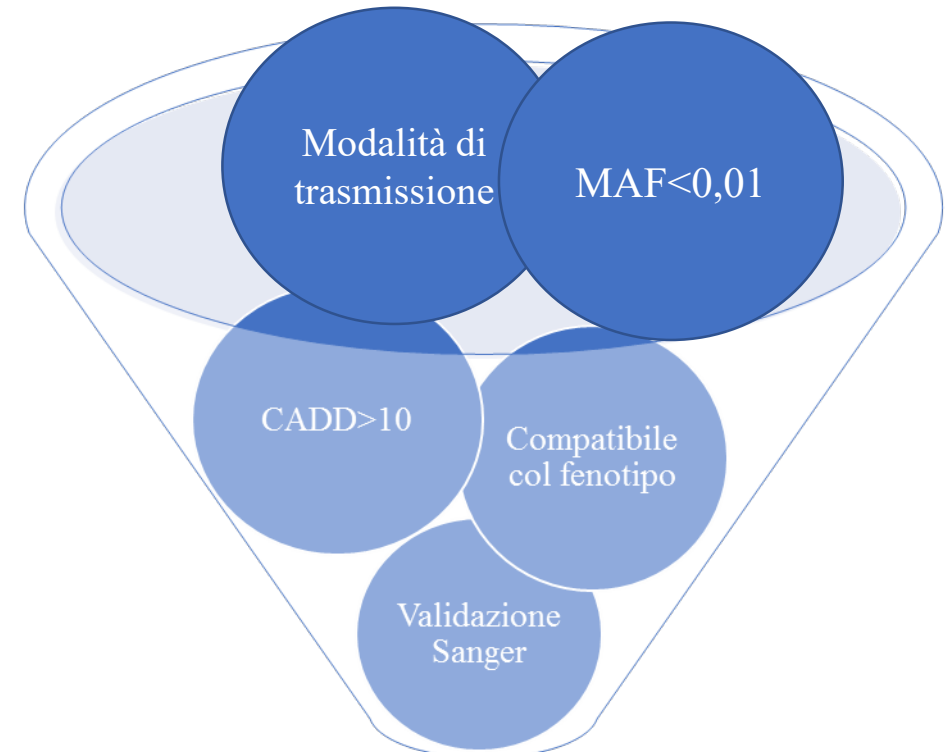 Modalità di
trasmissione
MAF<0,01
CADD>10
Compatibile
col fenotipo
Validazione
Sanger